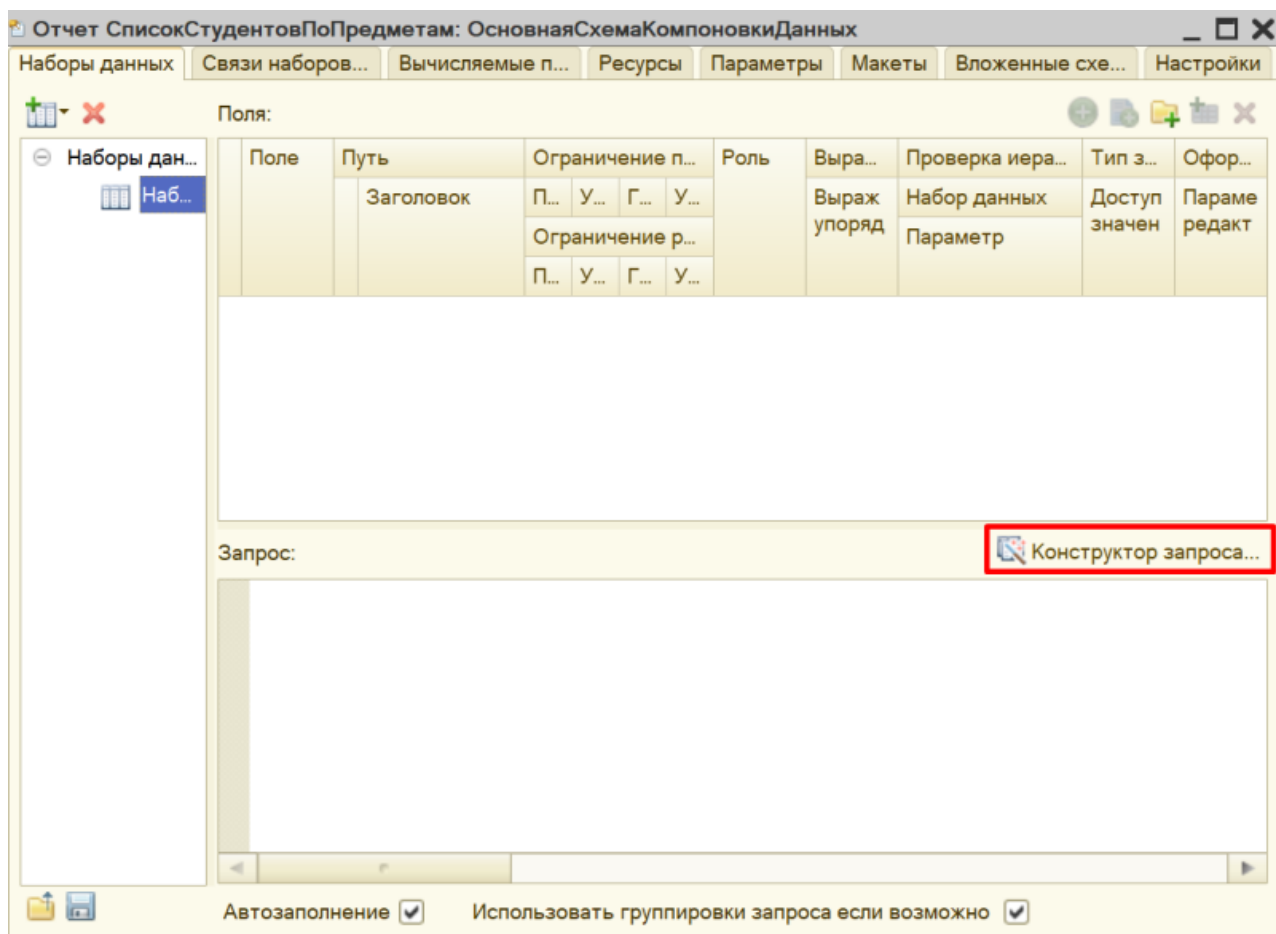 Отчет СписокСтудентовПоПредметам: ОсновнаяСхемаКомпоновкиДанных
Наборы данных Связи наборов... Вычисляемые п... Ресурсы Параметры Макеты Вложенные схе... Настройки
Поля:
Наборы дан...
Наб...
Поле Путь Ограничение п... Роль Выра... Проверка иера... Тип з... Офор...
Заголовок П... У... Г... У... Выраж Набор данных Доступ Параме
упоряд значен редакт
Ограничение р... Параметр
П... У... Г... У...
Запрос: Конструктор запроса...
Автозаполнение Использовать группировки запроса если возможно